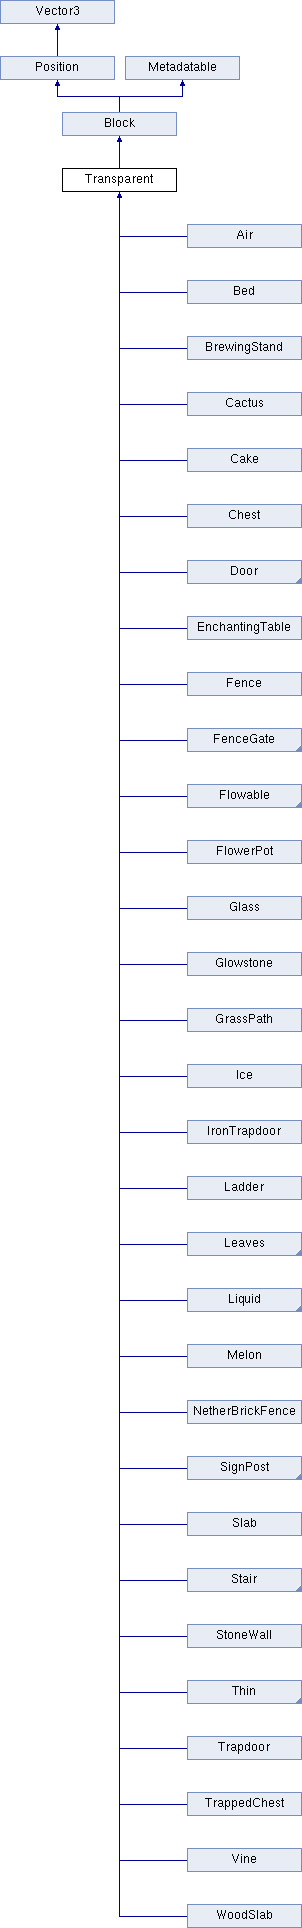 Vector3
Position
Metadatable
Block
Transparent
Air
Bed
BrewingStand
Cactus
Cake
Chest
Door
EnchantingTable
Fence
FenceGate
Flowable
FlowerPot
Glass
Glowstone
GrassPath
Ice
IronTrapdoor
Ladder
Leaves
Liquid
Melon
NetherBrickFence
SignPost
Slab
Stair
StoneWall
Thin
Trapdoor
TrappedChest
Vine
WoodSlab